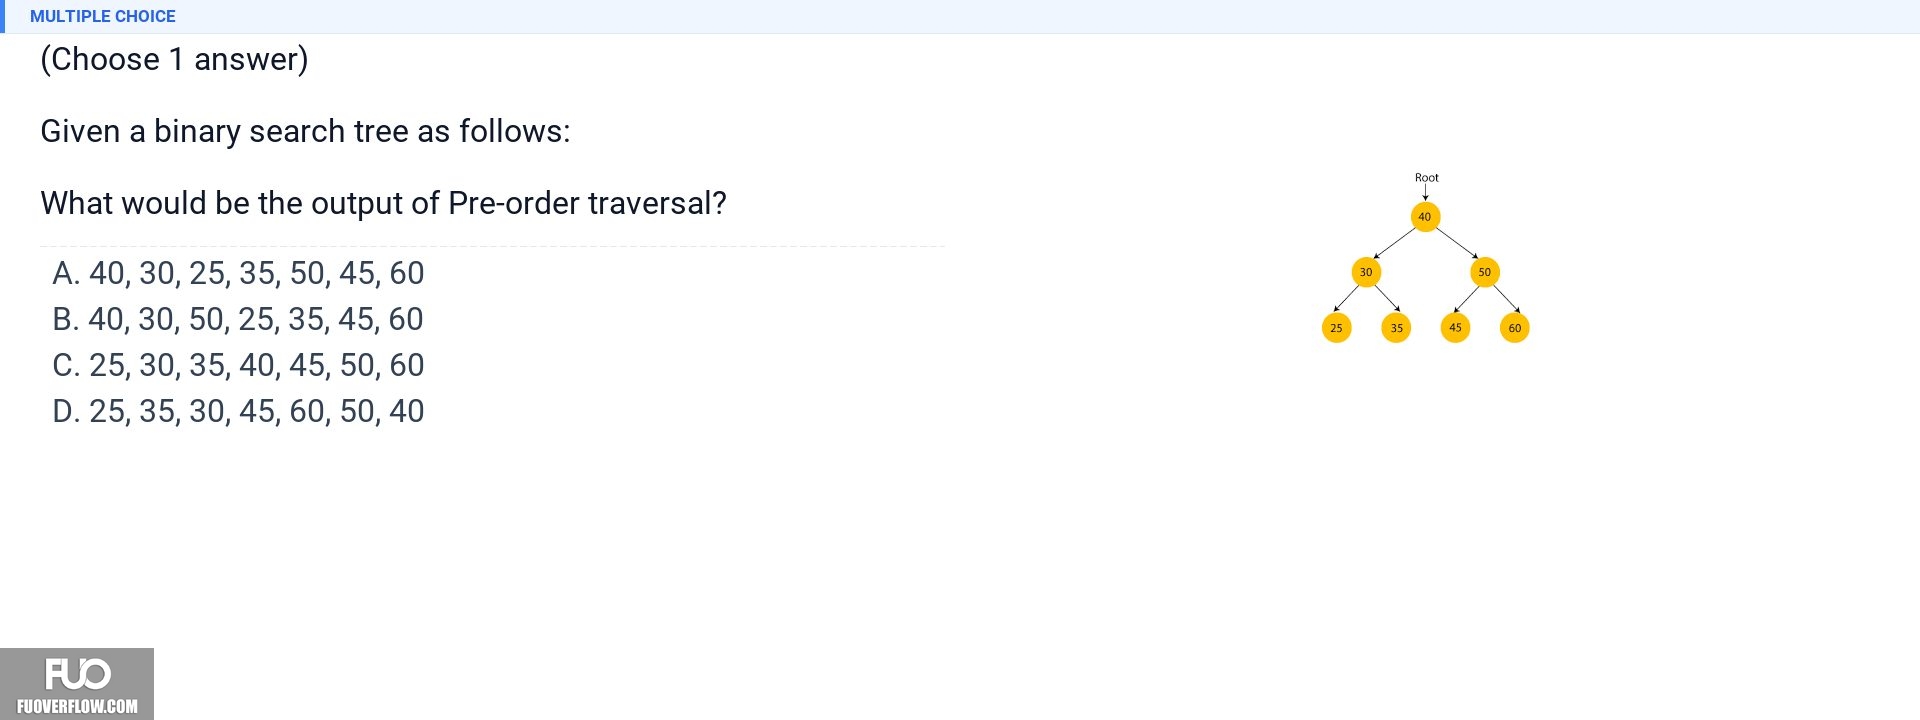 MULTIPLE CHOICE
(Choose 1 answer)
Given a binary search tree as follows:
What would be the output of Pre-order traversal?
A. 40, 30, 25, 35, 50, 45, 60
B. 40, 30, 50, 25, 35, 45, 60
C. 25, 30, 35, 40, 45, 50, 60
D. 25, 35, 30, 45, 60, 50, 40
Root
40
30 50
25 35 45 60
FUO
FUOVERFLOW.COM